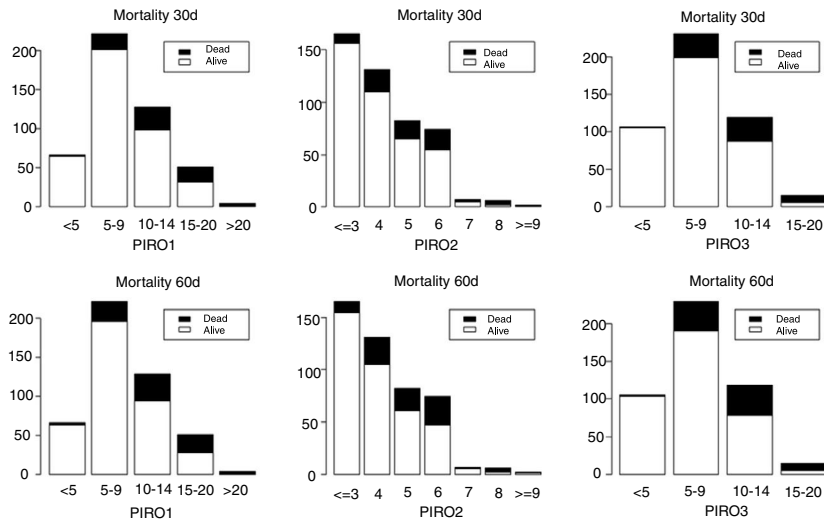 Mortality 30d
Dead
Alive
200
150
100
50
0
<5 5-9 10-14 15-20 >20
PIRO1
Mortality 30d
Dead
Alive
150
100
50
0
<=3 4 5 6 7 8 >=9
PIRO2
Mortality 30d
Dead
Alive
200
150
100
50
0
<5 5-9 10-14 15-20
PIRO3
Mortality 60d
Dead
Alive
200
150
100
50
0
<5 5-9 10-14 15-20 >20
PIRO1
Mortality 60d
Dead
Alive
150
100
50
0
<=3 4 5 6 7 8 >=9
PIRO2
Mortality 60d
Dead
Alive
200
150
100
50
0
<5 5-9 10-14 15-20
PIRO3